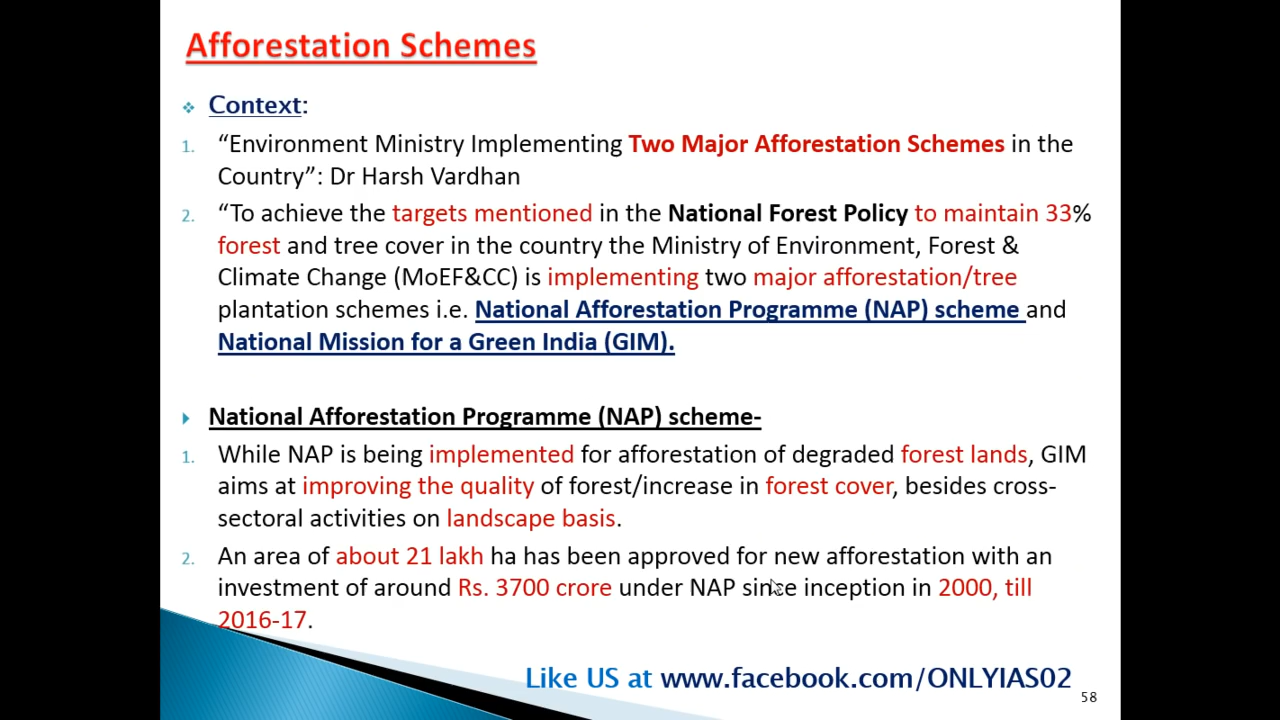 Afforestation Schemes
Context:
1. “Environment Ministry Implementing Two Major Afforestation Schemes in the
Country”: Dr Harsh Vardhan
2. “To achieve the targets mentioned in the National Forest Policy to maintain 33%
forest and tree cover in the country the Ministry of Environment, Forest &
Climate Change (MoEF&CC) is implementing two major afforestation/tree
plantation schemes i.e. National Afforestation Programme (NAP) scheme and
National Mission for a Green India (GIM).
National Afforestation Programme (NAP) scheme-
1. While NAP is being implemented for afforestation of degraded forest lands, GIM
aims at improving the quality of forest/increase in forest cover, besides cross-
sectoral activities on landscape basis.
2. An area of about 21 lakh ha has been approved for new afforestation with an
investment of around Rs. 3700 crore under NAP since inception in 2000, till
2016-17.
Like US at www.facebook.com/ONLYIAS02
58